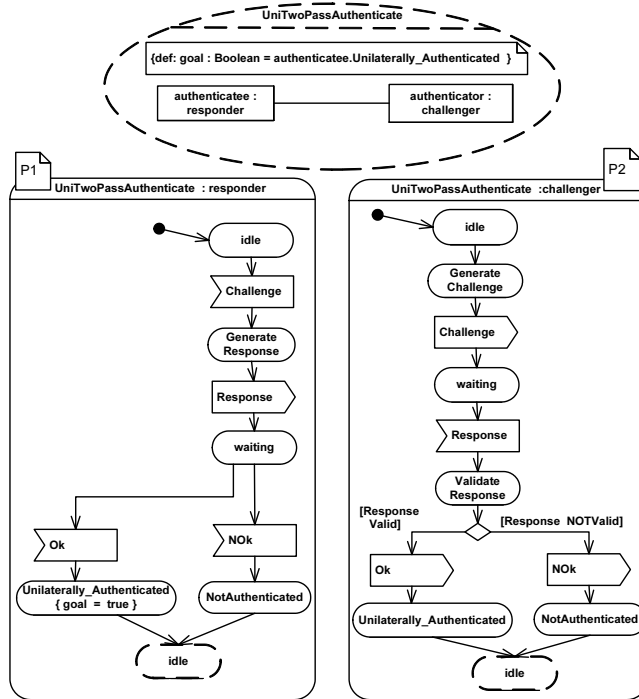 UniTwoPassAuthenticate
{def: goal : Boolean = authenticatee.Unilaterally_Authenticated }
authenticatee :
responder
authenticator :
challenger
P1
UniTwoPassAuthenticate : responder
idle
Challenge
Generate
Response
Response
waiting
Ok
NOk
Unilaterally_Authenticated
{ goal = true }
NotAuthenticated
idle
P2
UniTwoPassAuthenticate :challenger
idle
Generate
Challenge
Challenge
waiting
Response
Validate
Response
[Response
Valid]
[Response NOTValid]
Ok
NOk
Unilaterally_Authenticated
NotAuthenticated
idle